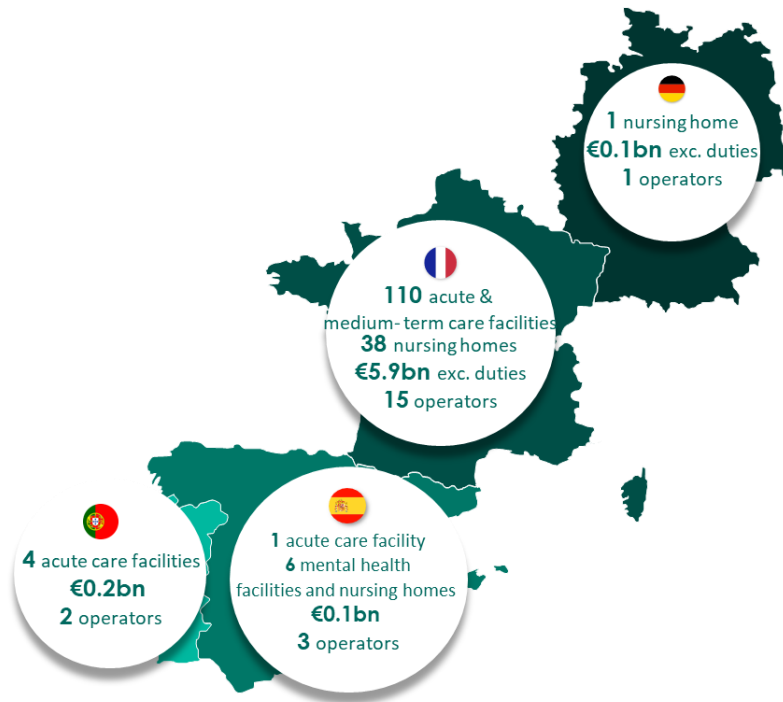 1 nursing home
€0.1bn exc. duties
1 operators
110 acute &
medium- term care facilities
38 nursing homes
€5.9bn exc. duties
15 operators
4 acute care facilities
€0.2bn
2 operators
1 acute care facility
6 mental health
facilities and nursing homes
€0.1bn
3 operators